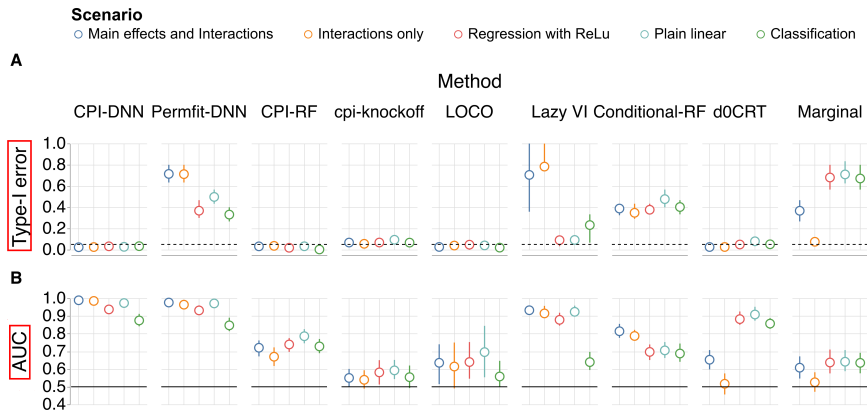 Scenario
Main effects and Interactions Interactions only Regression with ReLu Plain linear Classification
A
Method
CPI-DNN Permfit-DNN CPI-RF cpi-knockoff LOCO Lazy VI Conditional-RF d0CRT Marginal
Type-I error
1.0
0.8
0.6
0.4
0.2
0.0
B
AUC
1.0
0.9
0.8
0.7
0.6
0.5
0.4